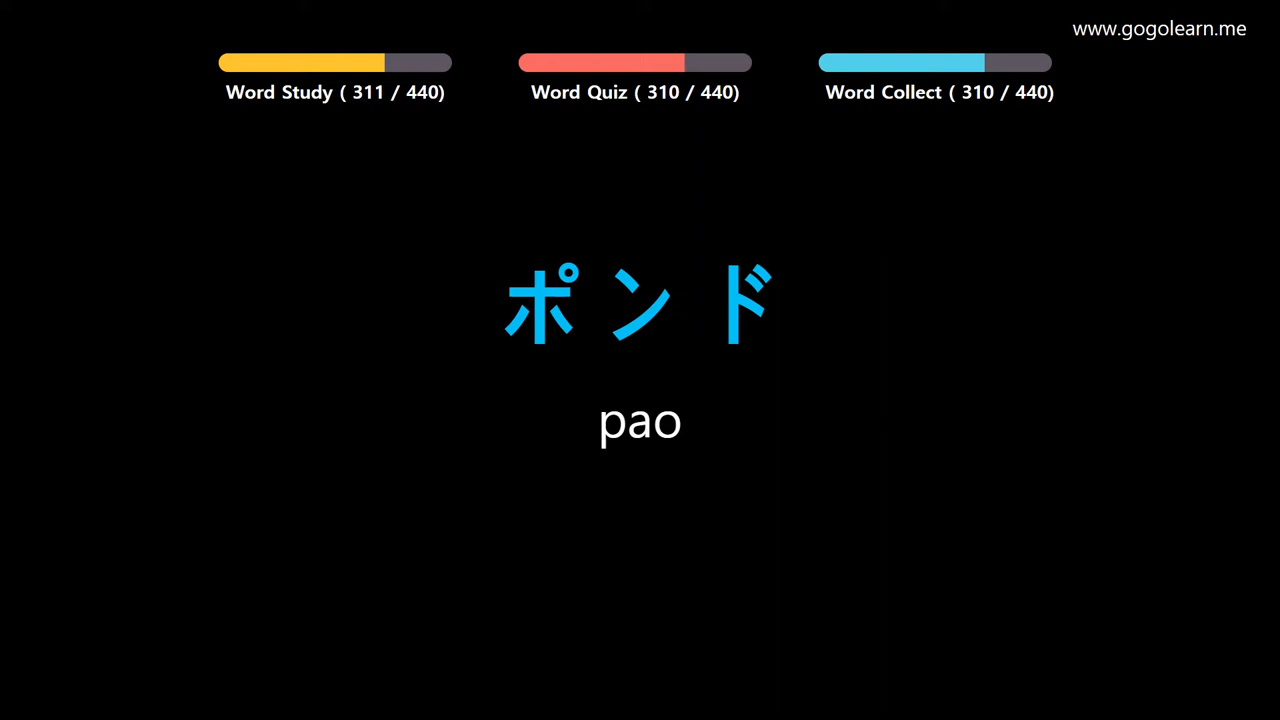 www.gogolearn.me
Word Study ( 311 / 440)
Word Quiz ( 310 / 440)
Word Collect ( 310 / 440)
ポンド
pao